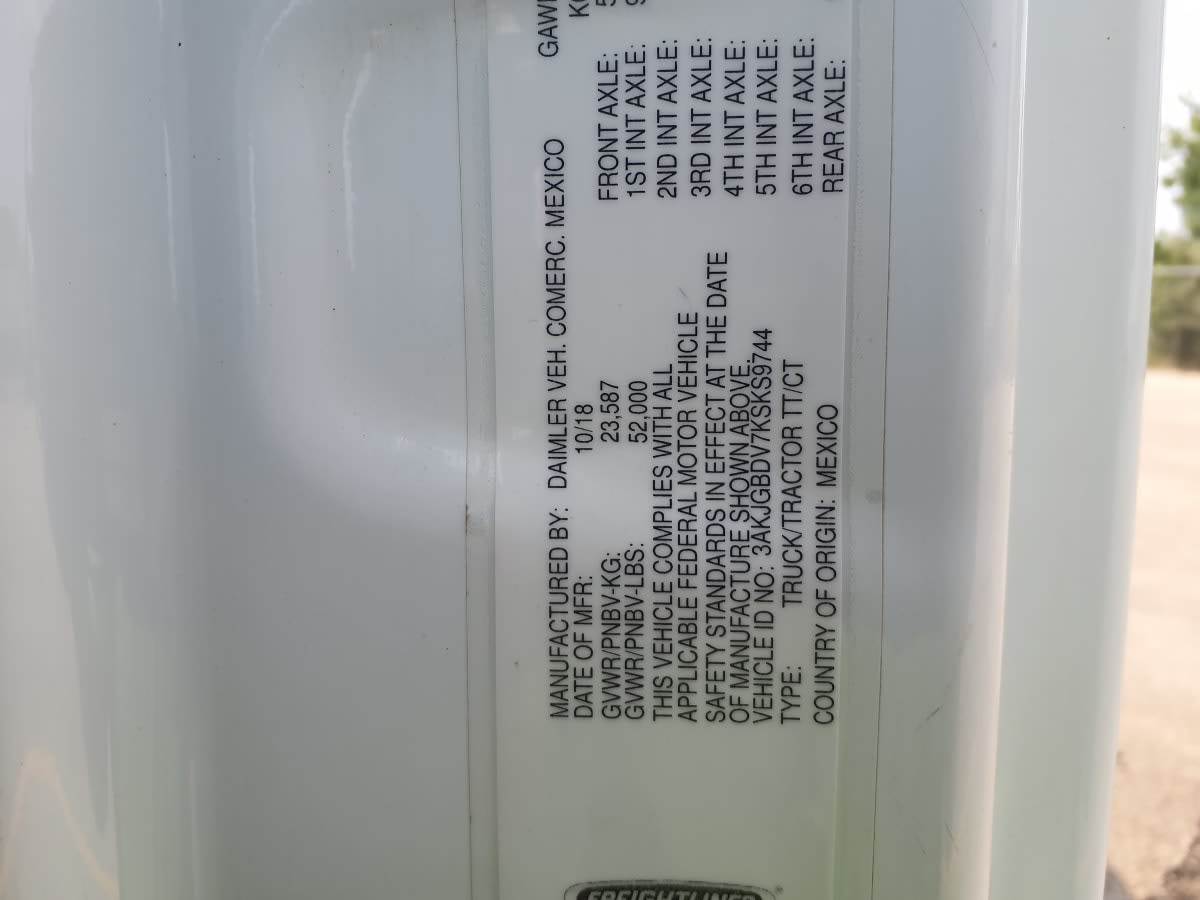 MANUFACTURED BY: DAIMLER VEH. COMERC. MEXICO
DATE OF MFR: 10/18
GVWR/PNBV-KG: 23,587
GVWR/PNBV-LBS: 52,000
THIS VEHICLE COMPLIES WITH ALL
APPLICABLE FEDERAL MOTOR VEHICLE
SAFETY STANDARDS IN EFFECT AT THE DATE
OF MANUFACTURE SHOWN ABOVE.
VEHICLE ID NO: 3AKJGBDV7KSKS9744
TYPE: TRUCK/TRACTOR TT/CT
COUNTRY OF ORIGIN: MEXICO
FRONT AXLE:
1ST INT AXLE:
2ND INT AXLE:
3RD INT AXLE:
4TH INT AXLE:
5TH INT AXLE:
6TH INT AXLE:
REAR AXLE:
FREIGHTLINER